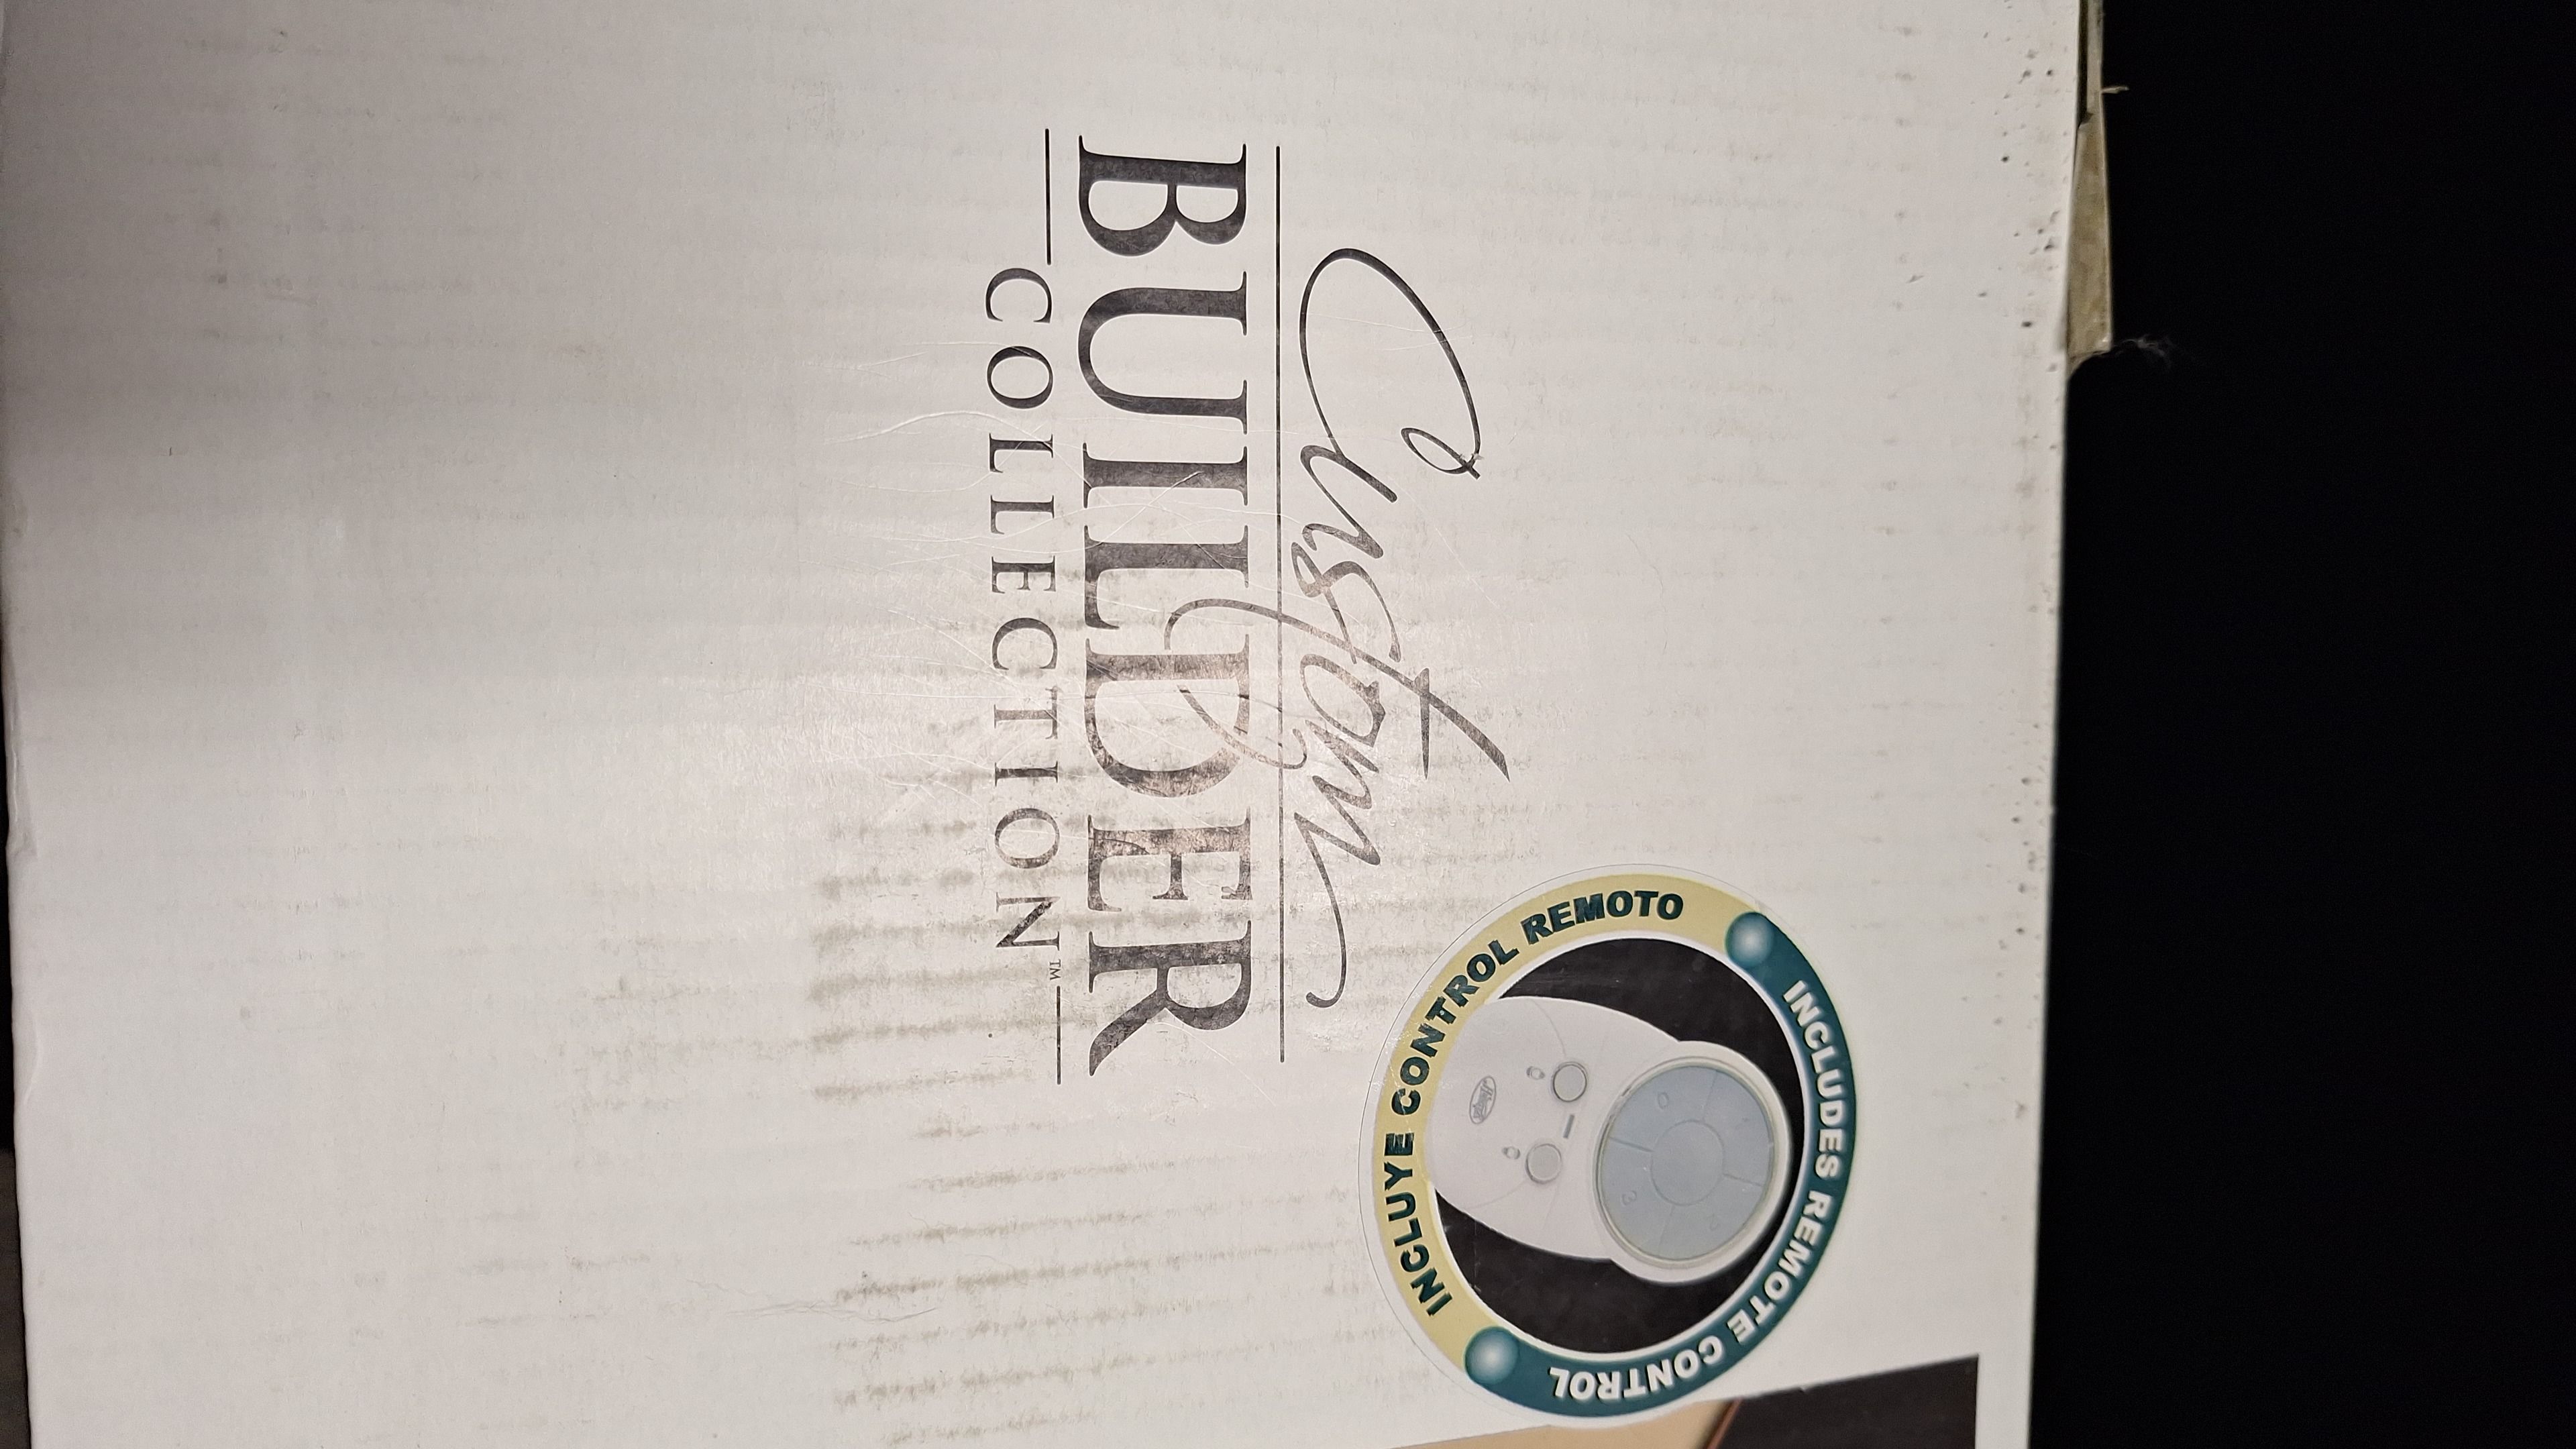 Custom
BUILDER
COLLECTION™
INCLUYE CONTROL REMOTO
INCLUDES REMOTE CONTROL